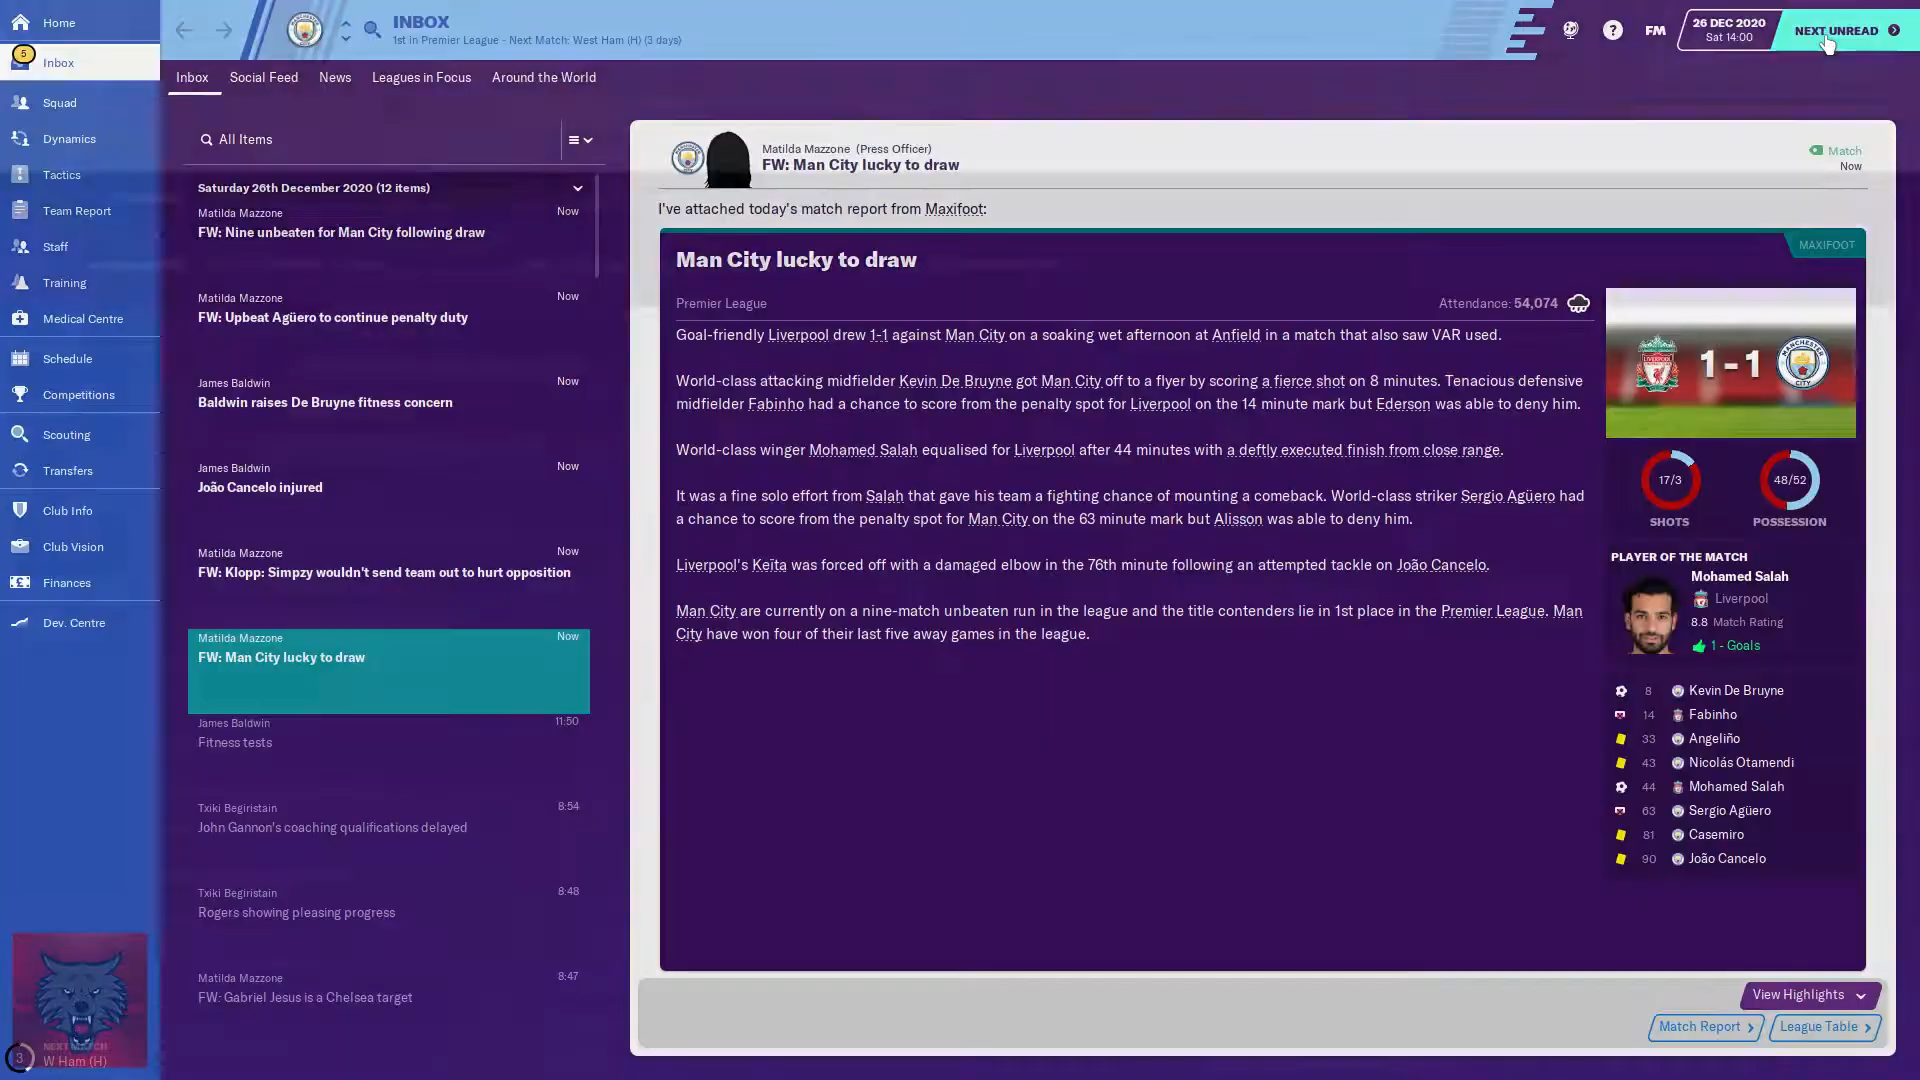 Home
5
Inbox
Squad
Dynamics
Tactics
Team Report
Staff
Training
Medical Centre
Schedule
Competitions
Scouting
Transfers
Club Info
Club Vision
Finances
Dev. Centre
NEXT MATCH
3
W Ham (H)
INBOX
1st in Premier League - Next Match: West Ham (H) (3 days)
?
FM
26 DEC 2020
Sat 14:00
NEXT UNREAD
Inbox
Social Feed
News
Leagues in Focus
Around the World
All Items
Saturday 26th December 2020 (12 items)
Matilda Mazzone
Now
FW: Nine unbeaten for Man City following draw
Matilda Mazzone
Now
FW: Upbeat Agüero to continue penalty duty
James Baldwin
Now
Baldwin raises De Bruyne fitness concern
James Baldwin
Now
João Cancelo injured
Matilda Mazzone
Now
FW: Klopp: Simpzy wouldn't send team out to hurt opposition
Matilda Mazzone
Now
FW: Man City lucky to draw
James Baldwin
11:50
Fitness tests
Txiki Begiristain
8:54
John Gannon's coaching qualifications delayed
Txiki Begiristain
8:48
Rogers showing pleasing progress
Matilda Mazzone
8:47
FW: Gabriel Jesus is a Chelsea target
Matilda Mazzone (Press Officer)
FW: Man City lucky to draw
Match
Now
I've attached today's match report from Maxifoot:
MAXIFOOT
Man City lucky to draw
Premier League
Attendance: 54,074
Goal-friendly Liverpool drew 1-1 against Man City on a soaking wet afternoon at Anfield in a match that also saw VAR used.
World-class attacking midfielder Kevin De Bruyne got Man City off to a flyer by scoring a fierce shot on 8 minutes. Tenacious defensive
midfielder Fabinho had a chance to score from the penalty spot for Liverpool on the 14 minute mark but Ederson was able to deny him.
World-class winger Mohamed Salah equalised for Liverpool after 44 minutes with a deftly executed finish from close range.
It was a fine solo effort from Salah that gave his team a fighting chance of mounting a comeback. World-class striker Sergio Agüero had
a chance to score from the penalty spot for Man City on the 63 minute mark but Alisson was able to deny him.
Liverpool's Keïta was forced off with a damaged elbow in the 76th minute following an attempted tackle on João Cancelo.
Man City are currently on a nine-match unbeaten run in the league and the title contenders lie in 1st place in the Premier League. Man
City have won four of their last five away games in the league.
1-1
17/3
SHOTS
48/52
POSSESSION
PLAYER OF THE MATCH
Mohamed Salah
Liverpool
8.8 Match Rating
1 - Goals
8 Kevin De Bruyne
14 Fabinho
33 Angeliño
43 Nicolás Otamendi
44 Mohamed Salah
63 Sergio Agüero
81 Casemiro
90 João Cancelo
View Highlights
Match Report
League Table